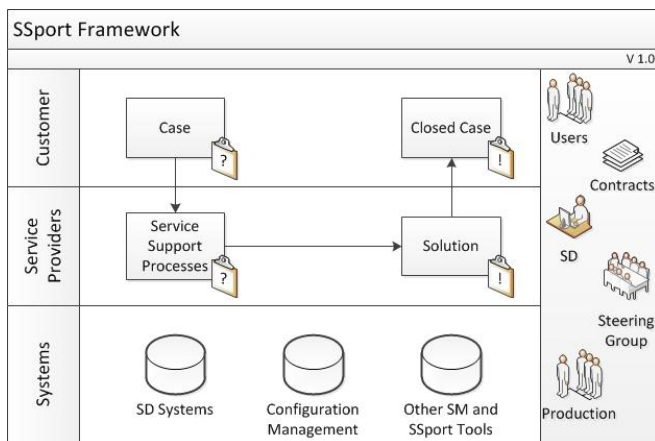 SSport Framework
V 1.0
Customer
Case
?
Closed Case
!
Users
Contracts
Service
Providers
Service
Support
Processes
?
Solution
!
SD
Steering
Group
Systems
SD Systems
Configuration
Management
Other SM and
SSport Tools
Production